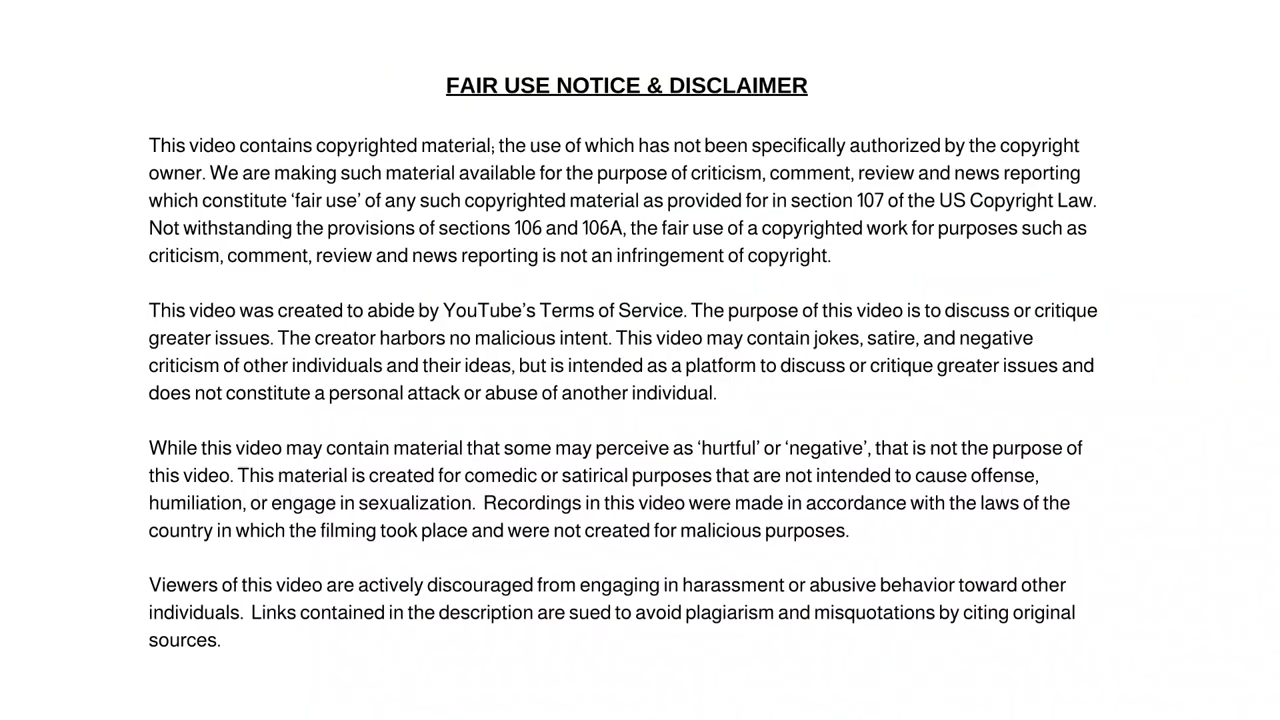 FAIR USE NOTICE & DISCLAIMER
This video contains copyrighted material; the use of which has not been specifically authorized by the copyright
owner. We are making such material available for the purpose of criticism, comment, review and news reporting
which constitute ‘fair use’ of any such copyrighted material as provided for in section 107 of the US Copyright Law.
Not withstanding the provisions of sections 106 and 106A, the fair use of a copyrighted work for purposes such as
criticism, comment, review and news reporting is not an infringement of copyright.
This video was created to abide by YouTube’s Terms of Service. The purpose of this video is to discuss or critique
greater issues. The creator harbors no malicious intent. This video may contain jokes, satire, and negative
criticism of other individuals and their ideas, but is intended as a platform to discuss or critique greater issues and
does not constitute a personal attack or abuse of another individual.
While this video may contain material that some may perceive as ‘hurtful’ or ‘negative’, that is not the purpose of
this video. This material is created for comedic or satirical purposes that are not intended to cause offense,
humiliation, or engage in sexualization.  Recordings in this video were made in accordance with the laws of the
country in which the filming took place and were not created for malicious purposes.
Viewers of this video are actively discouraged from engaging in harassment or abusive behavior toward other
individuals.  Links contained in the description are sued to avoid plagiarism and misquotations by citing original
sources.